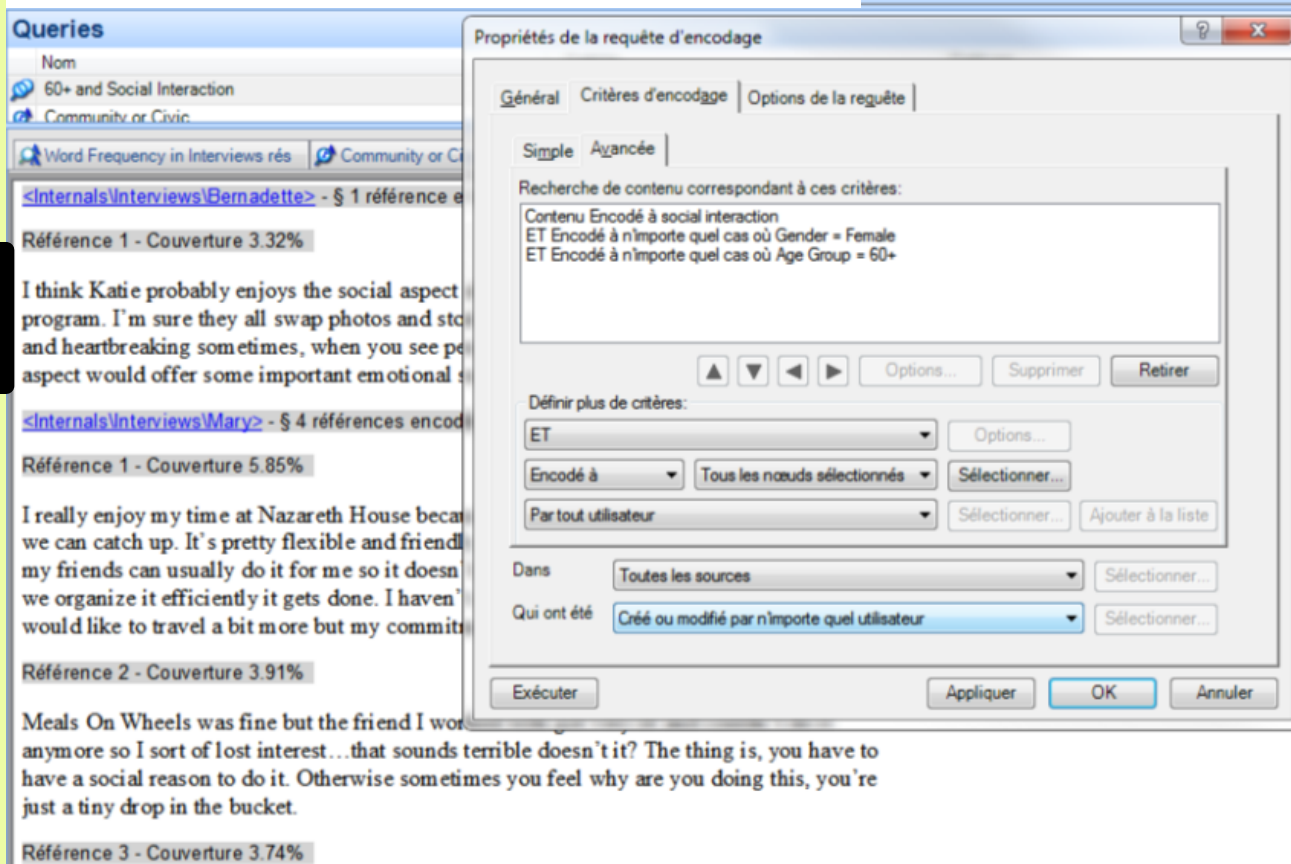 Queries
Nom
60+ and Social Interaction
Community or Civic
Word Frequency in Interviews rés
Community or
<Internals\Interviews\Bernadette> - § 1 référence
Référence 1 - Couverture 3.32%
I think Katie probably enjoys the social aspect
program. I'm sure they all swap photos and
and heartbreaking sometimes, when you see
aspect would offer some important emotional
<Internals\Interviews\Mary> - § 4 références
Référence 1 - Couverture 5.85%
I really enjoy my time at Nazareth House
we can catch up. It's pretty flexible and
my friends can usually do it for me so it
we organize it efficiently it gets done. I
would like to travel a bit more but my
Référence 2 - Couverture 3.91%
Meals On Wheels was fine but the friend I
anymore so I sort of lost interest…that sounds terrible doesn't it? The thing is, you have to
have a social reason to do it. Otherwise sometimes you feel why are you doing this, you're
just a tiny drop in the bucket.
Référence 3 - Couverture 3.74%
Propriétés de la requête d'encodage
Général Critères d'encodage Options de la requête
Simple Avancée
Recherche de contenu correspondant à ces critères:
Contenu Encodé à social interaction
ET Encodé à n'importe quel cas où Gender = Female
ET Encodé à n'importe quel cas où Age Group = 60+
Options... Supprimer Retirer
Définir plus de critères:
ET Options...
Encodé à Tous les nœuds sélectionnés Sélectionner...
Par tout utilisateur Sélectionner... Ajouter à la liste
Dans Toutes les sources Sélectionner...
Qui ont été Créé ou modifié par n'importe quel utilisateur Sélectionner...
Exécuter Appliquer OK Annuler